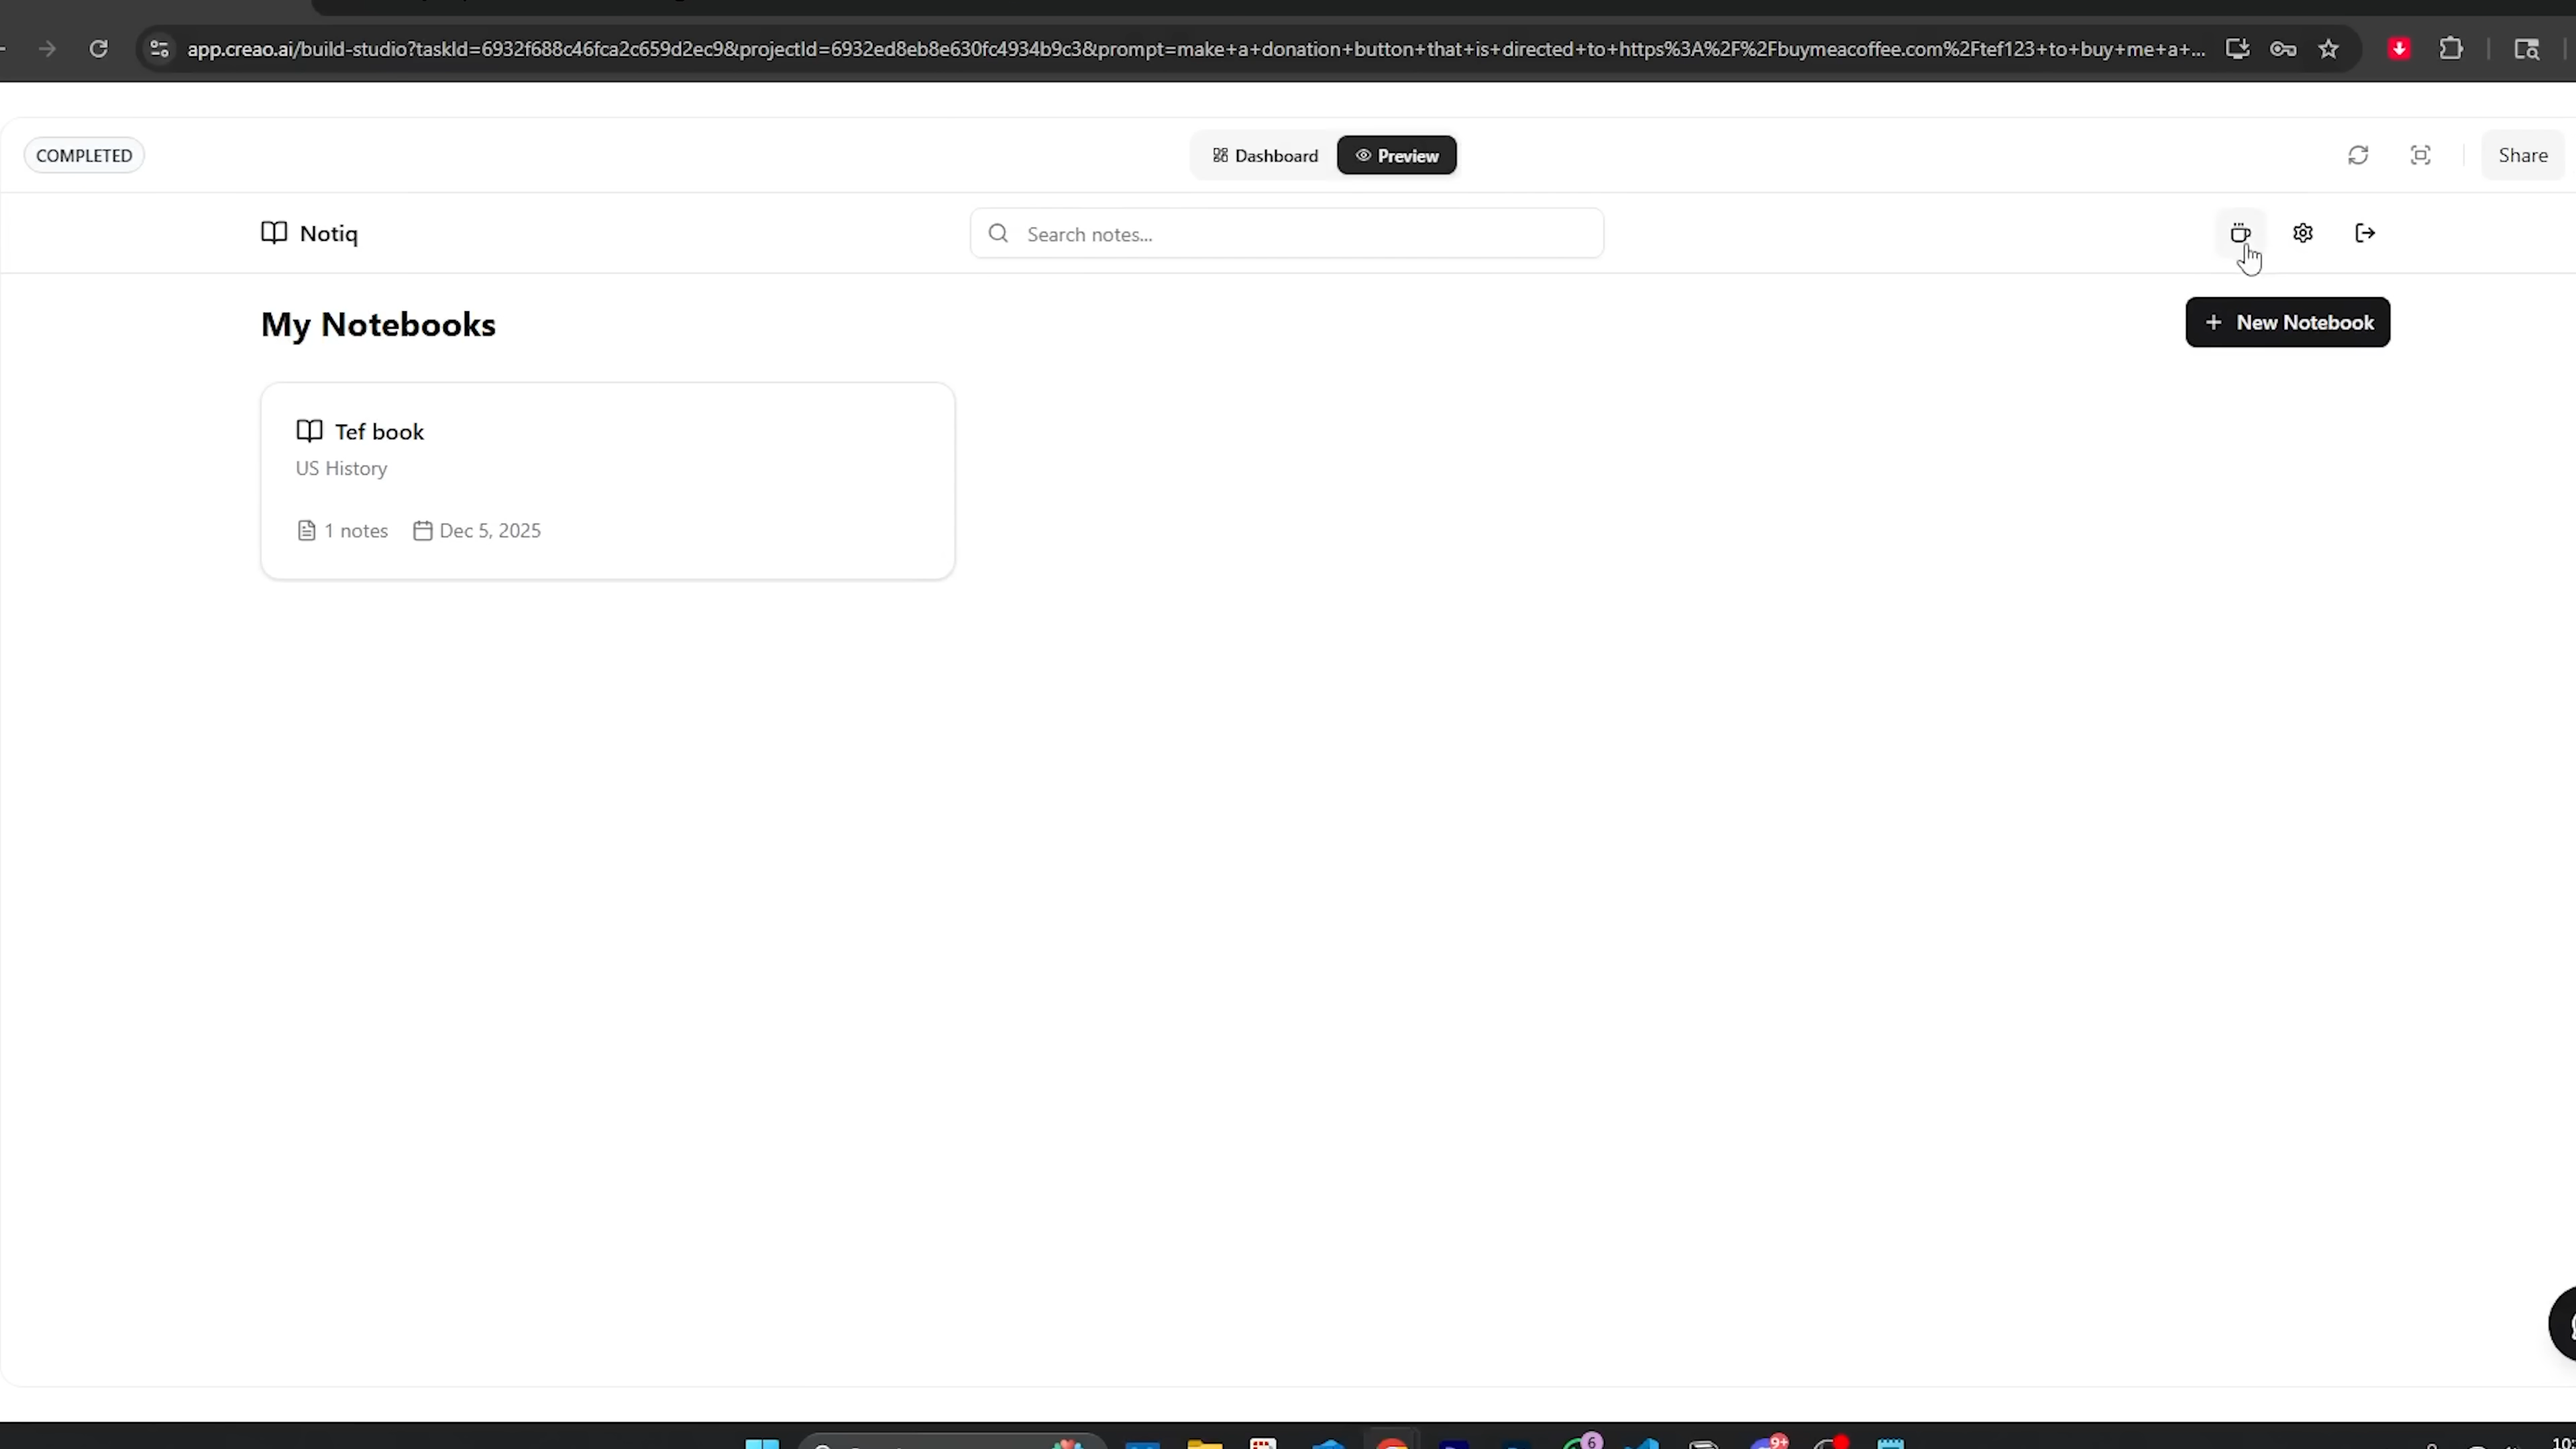 app.creao.ai/build-studio?taskId=6932f688c46fca2c659d2ec9&projectId=6932ed8eb8e630fc4934b9c3&prompt=make+a+donation+button+that+is+directed+to+https%3A%2F%2Fbuymeacoffee.com%2Ftef123+to+buy+me+a+...
COMPLETED
Dashboard
Preview
Share
Notiq
Search notes...
My Notebooks
+ New Notebook
Tef book
US History
1 notes
Dec 5, 2025
6
9+